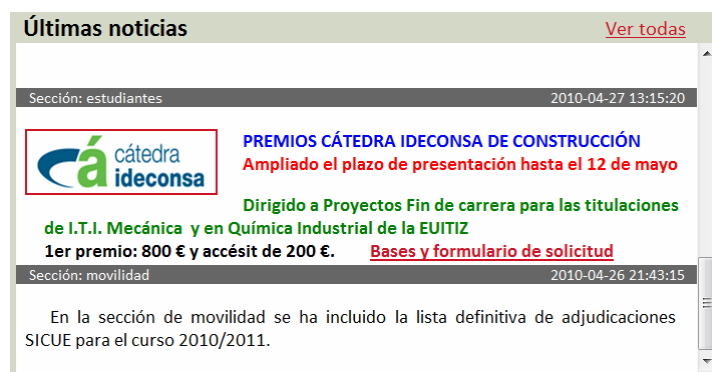 Últimas noticias Ver todas
Sección: estudiantes 2010-04-27 13:15:20
cátedra
ideconsa
PREMIOS CÁTEDRA IDECONSA DE CONSTRUCCIÓN
Ampliado el plazo de presentación hasta el 12 de mayo
Dirigido a Proyectos Fin de carrera para las titulaciones
de I.T.I. Mecánica y en Química Industrial de la EUITIZ
1er premio: 800 € y accésit de 200 €. Bases y formulario de solicitud
Sección: movilidad 2010-04-26 21:43:15
En la sección de movilidad se ha incluido la lista definitiva de adjudicaciones
SICUE para el curso 2010/2011.